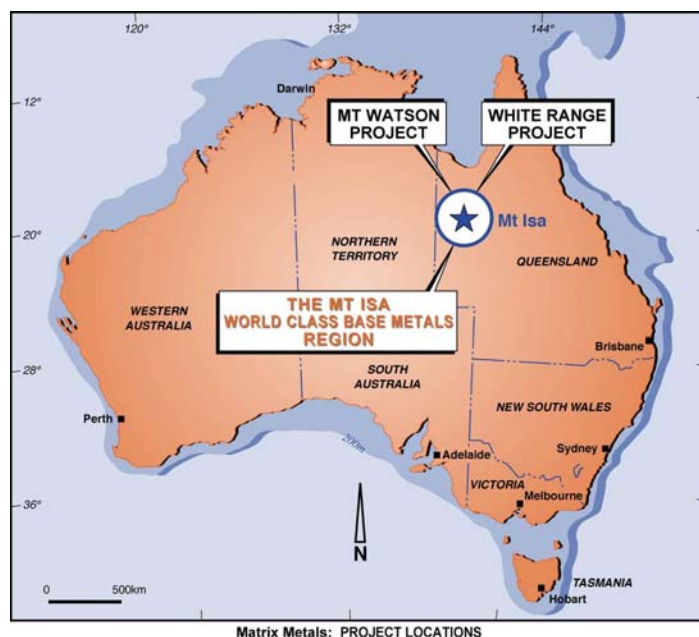 120°
132°
144°
12°
20°
28°
36°
Darwin
MT WATSON
PROJECT
WHITE RANGE
PROJECT
Mt Isa
NORTHERN
TERRITORY
QUEENSLAND
WESTERN
AUSTRALIA
THE MT ISA
WORLD CLASS BASE METALS
REGION
SOUTH
AUSTRALIA
Brisbane
NEW SOUTH WALES
Perth
200m
Adelaide
Sydney
VICTORIA
Melbourne
N
0 500km
TASMANIA
Hobart
Matrix Metals: PROJECT LOCATIONS